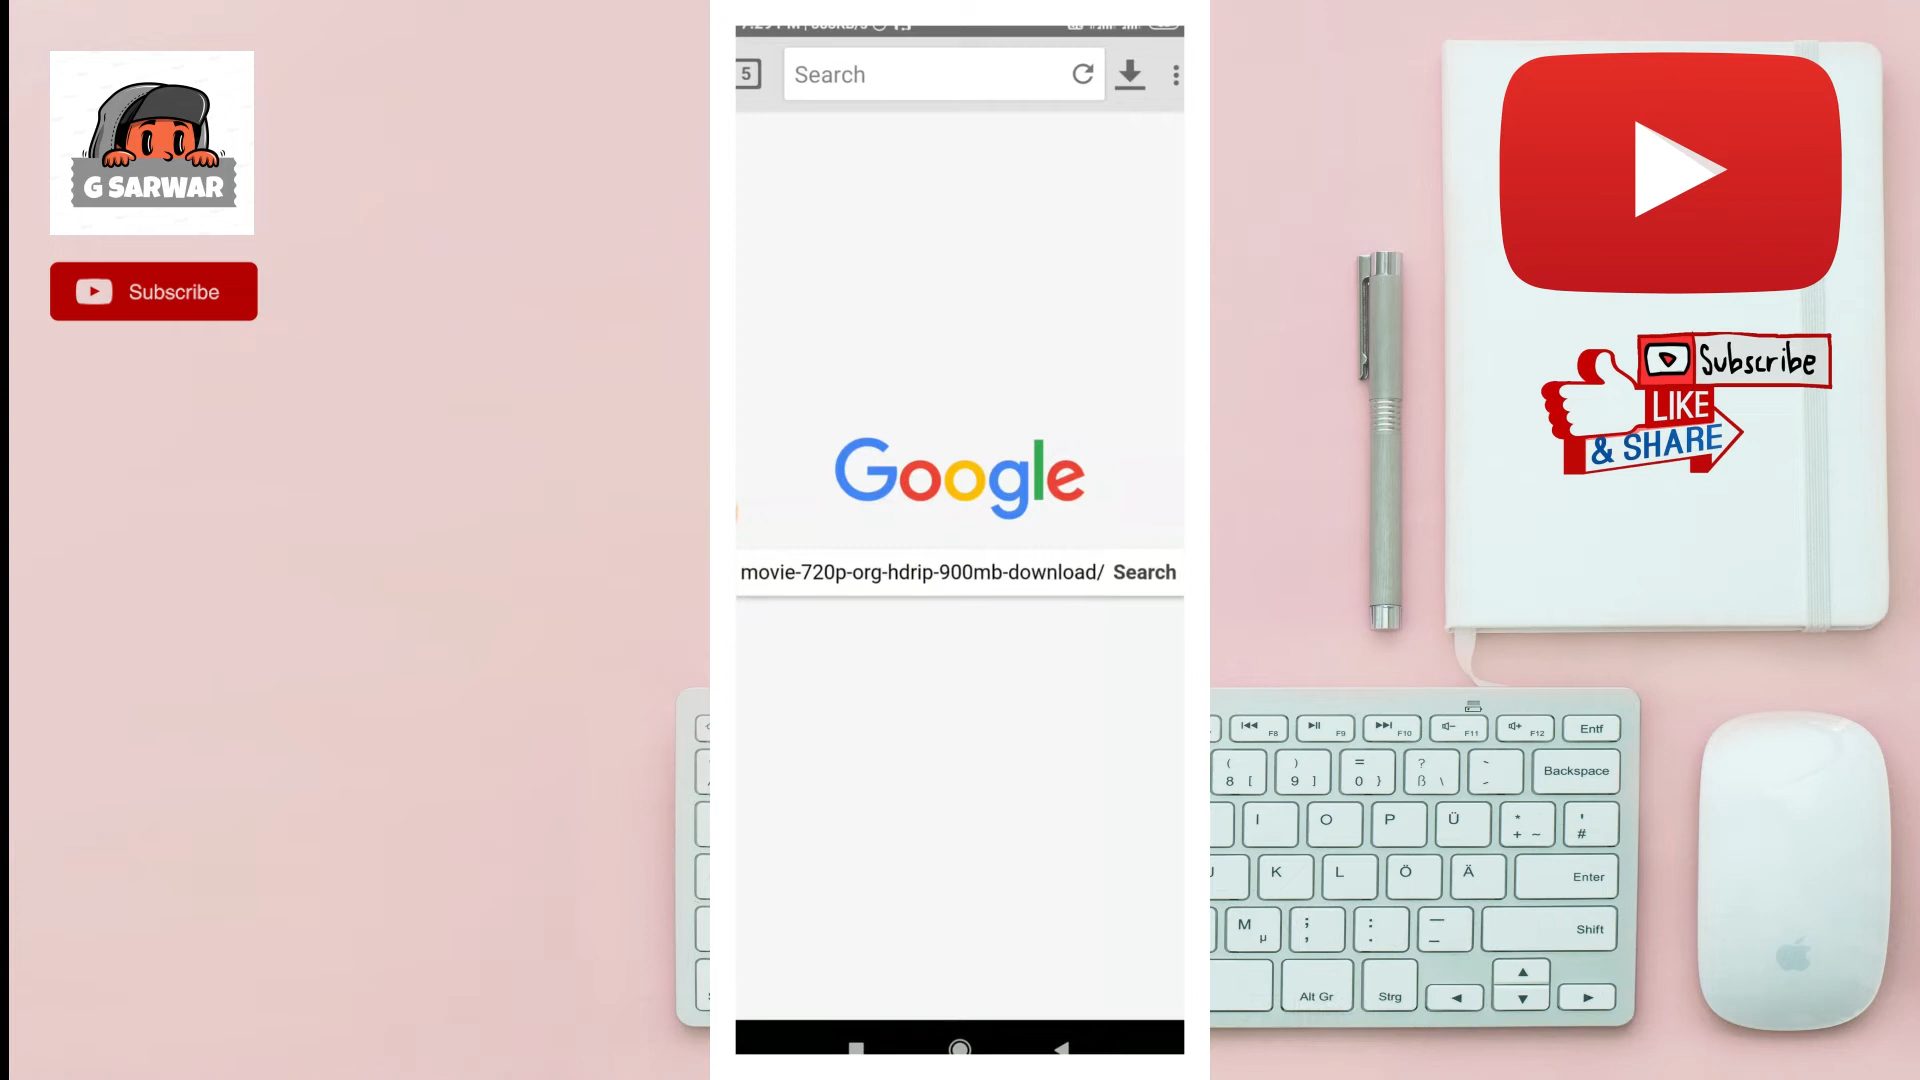 G SARWAR
Subscribe
5
Search
Google
movie-720p-org-hdrip-900mb-download/ Search
Subscribe
LIKE
& SHARE
F8 F9 F10 F11 F12 Entf
( ) = ? `
8 [ 9 ] 0 } ß \ Backspace
I O P Ü * + ~ ' #
K L Ö Ä Enter
M µ ; , : . — _ Shift
Alt Gr Strg